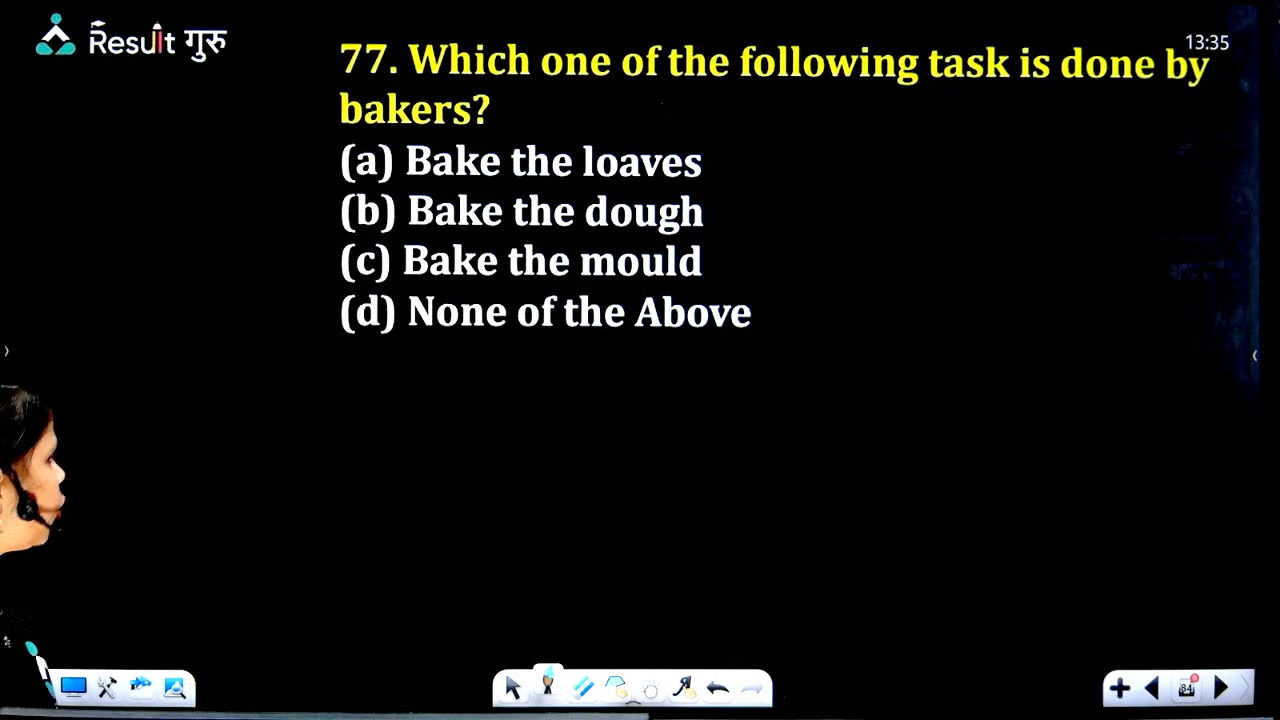 Result गुरु
13:35
77. Which one of the following task is done by
bakers?
(a) Bake the loaves
(b) Bake the dough
(c) Bake the mould
(d) None of the Above
84